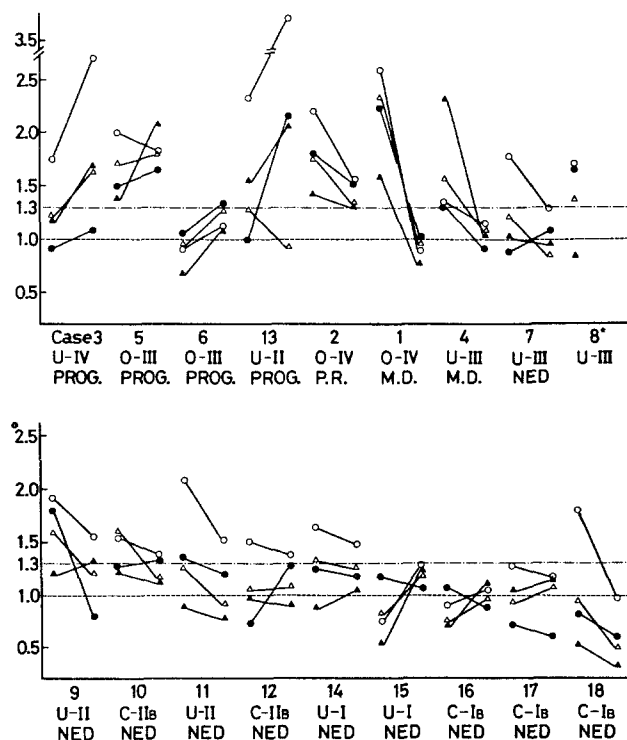 3.5
2.5
2.0
1.5
1.3
1.0
0.5
Case3 5 6 13 2 1 4 7 8*
U-IV O-III O-III U-II O-IV O-IV U-III U-III U-III
PROG. PROG. PROG. PROG. P.R. M.D. M.D. NED
2.5
2.0
1.5
1.3
1.0
0.5
9 10 11 12 14 15 16 17 18
U-II C-IIB U-II C-IIB U-I U-I C-IB C-IB C-IB
NED NED NED NED NED NED NED NED NED